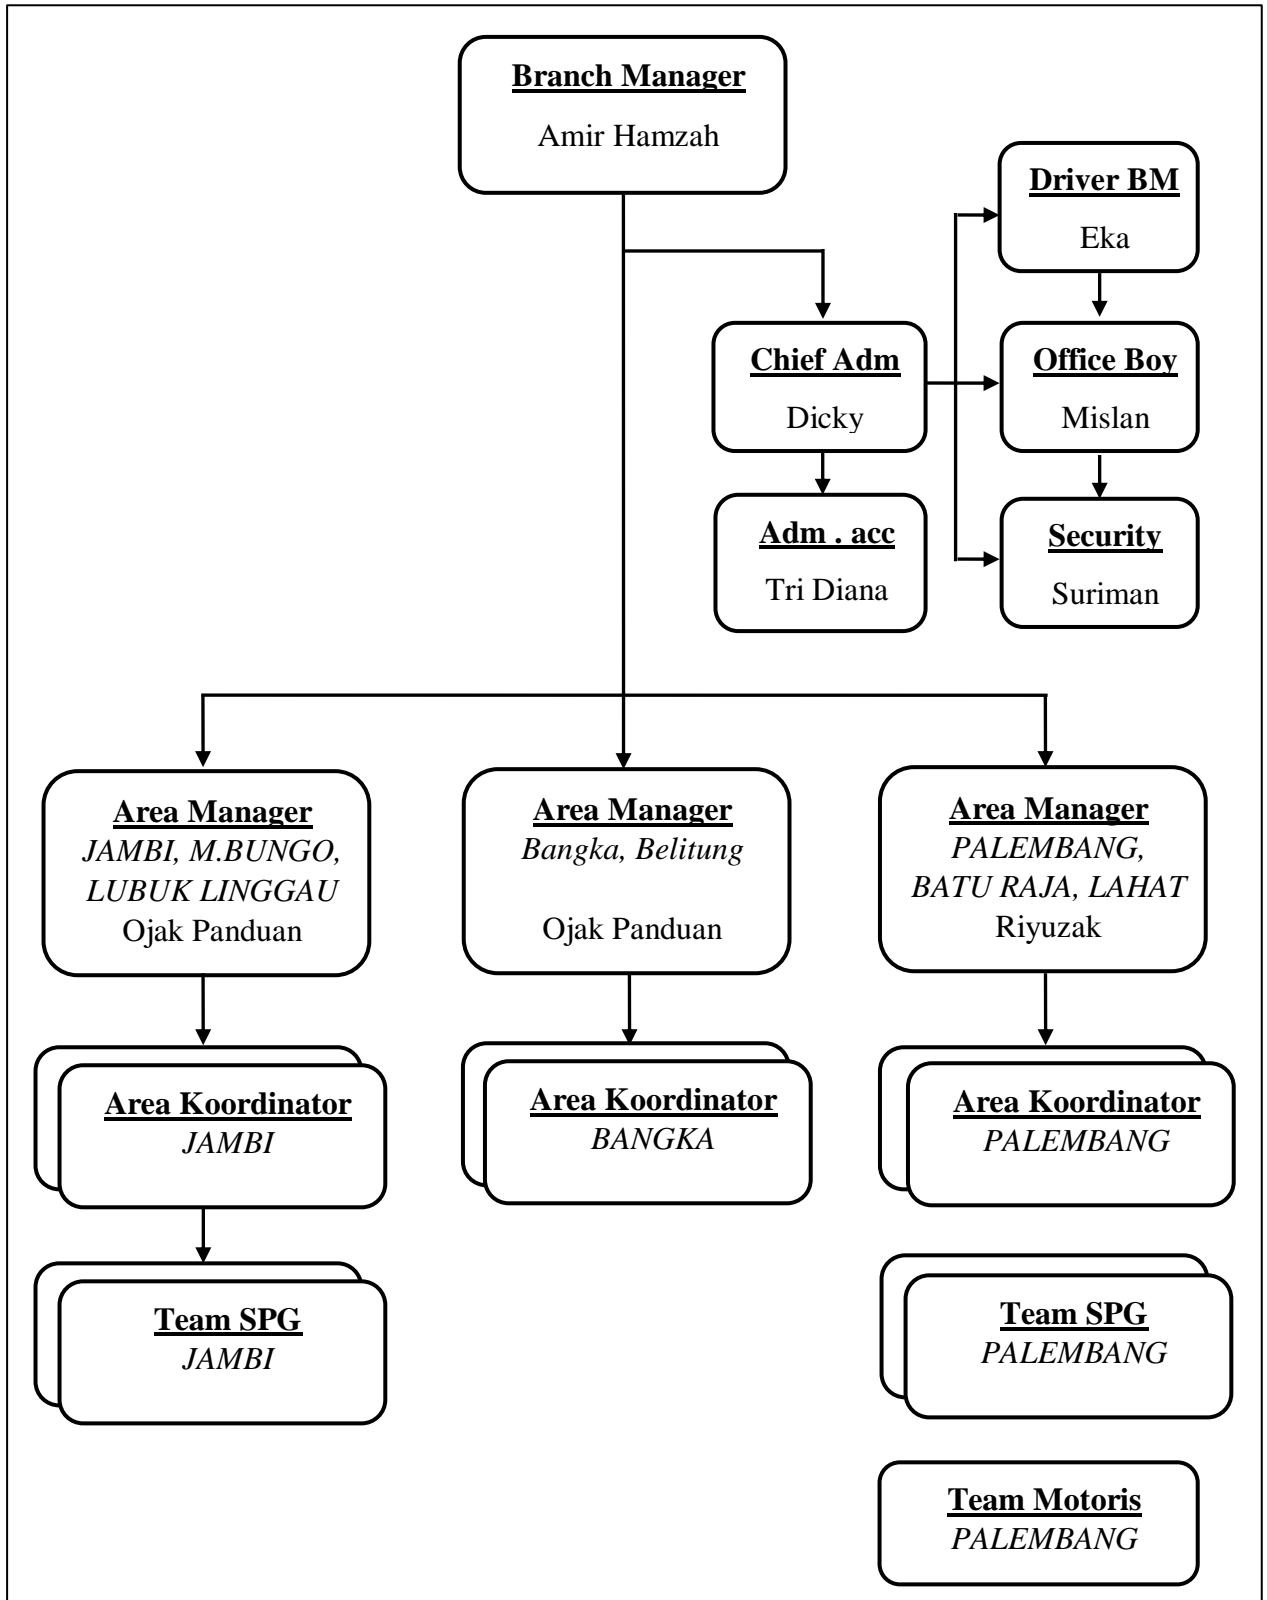 Branch Manager
Amir Hamzah
Driver BM
Eka
Chief Adm
Dicky
Office Boy
Mislan
Adm . acc
Tri Diana
Security
Suriman
Area Manager
JAMBI, M.BUNGO,
LUBUK LINGGAU
Ojak Panduan
Area Manager
Bangka, Belitung
Ojak Panduan
Area Manager
PALEMBANG,
BATU RAJA, LAHAT
Riyuzak
Area Koordinator
JAMBI
Area Koordinator
BANGKA
Area Koordinator
PALEMBANG
Team SPG
JAMBI
Team SPG
PALEMBANG
Team Motoris
PALEMBANG